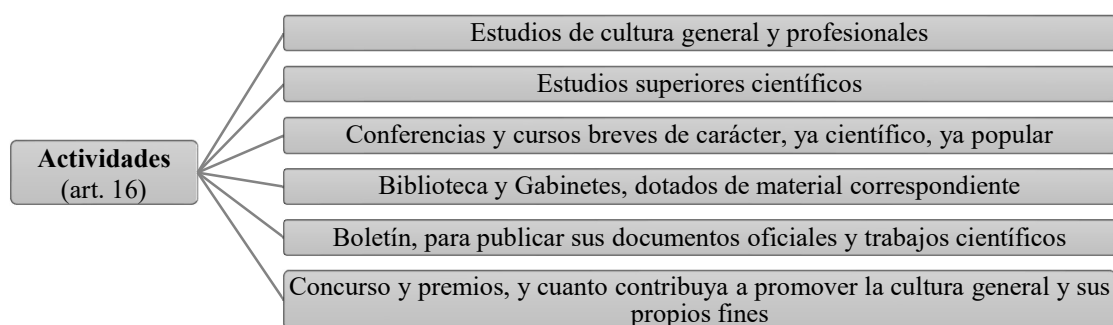 Estudios de cultura general y profesionales
Estudios superiores científicos
Conferencias y cursos breves de carácter, ya científico, ya popular
Actividades
(art. 16)
Biblioteca y Gabinetes, dotados de material correspondiente
Boletín, para publicar sus documentos oficiales y trabajos científicos
Concurso y premios, y cuanto contribuya a promover la cultura general y sus
propios fines